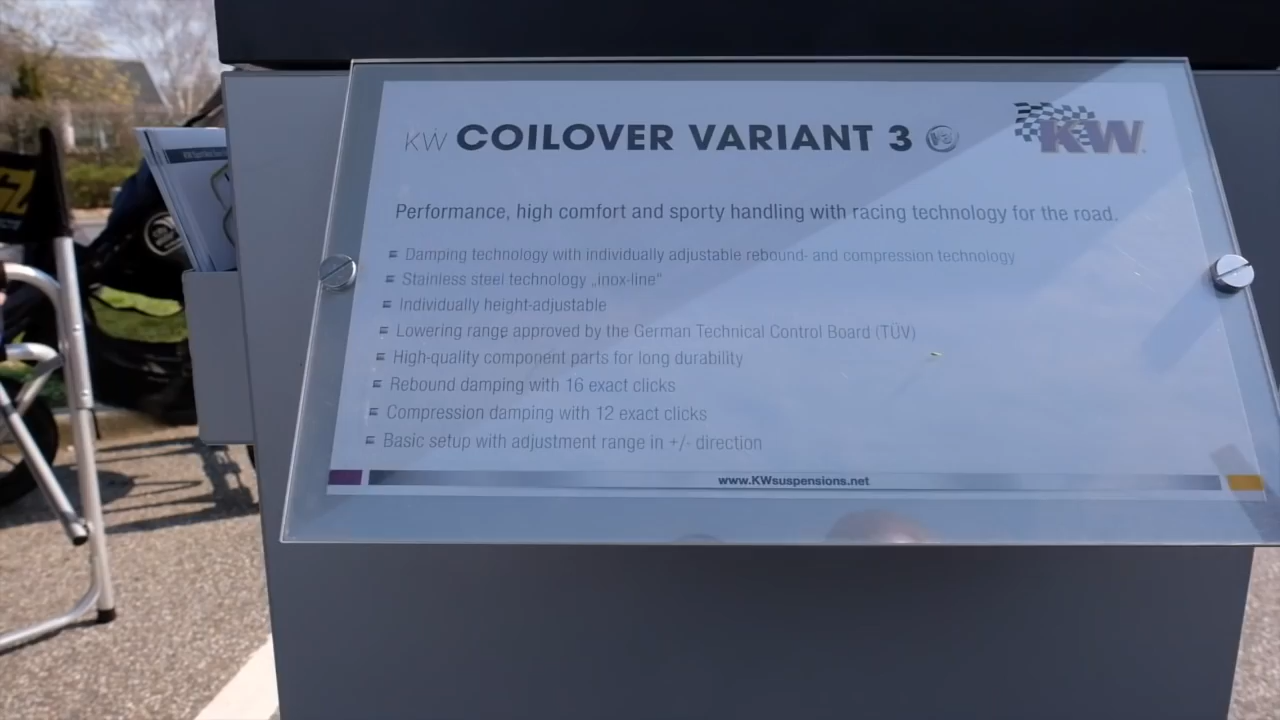 KW COILOVER VARIANT 3 V3
KW
Performance, high comfort and sporty handling with racing technology for the road.
Damping technology with individually adjustable rebound- and compression technology
Stainless steel technology „inox-line“
Individually height-adjustable
Lowering range approved by the German Technical Control Board (TÜV)
High-quality component parts for long durability
Rebound damping with 16 exact clicks
Compression damping with 12 exact clicks
Basic setup with adjustment range in +/- direction
www.KWsuspensions.net